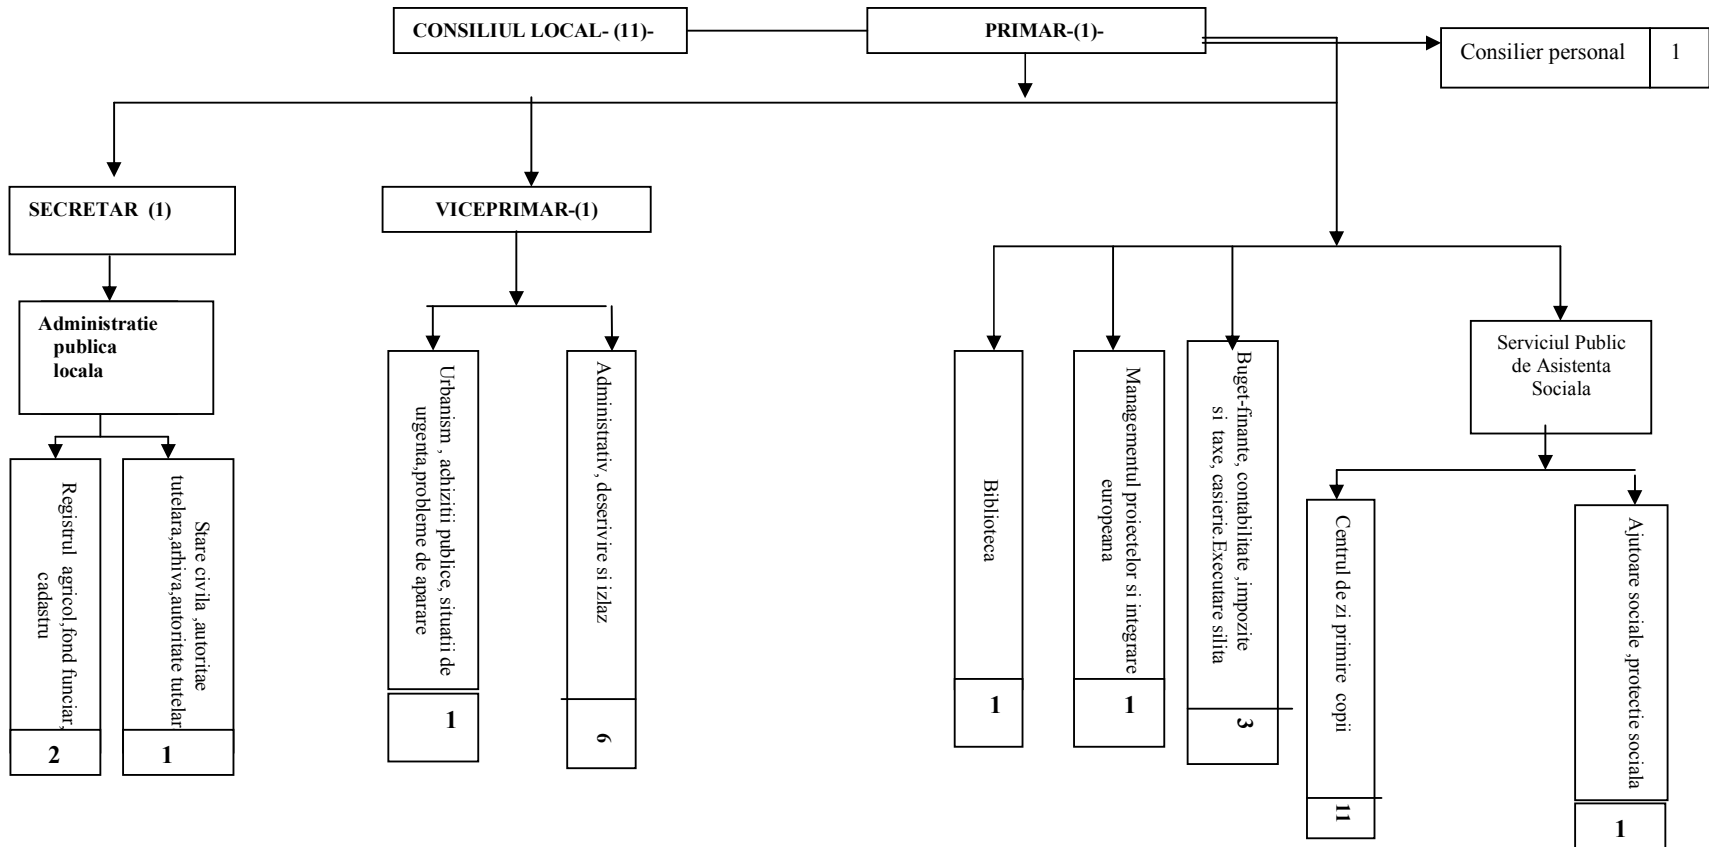 CONSILIUL LOCAL- (11)-
PRIMAR-(1)-
Consilier personal 1
SECRETAR (1)
VICEPRIMAR-(1)
Administratie
publica
locala
Serviciul Public
de Asistenta
Sociala
Registrul agricol,fond funciar,
cadastru
2
Stare civila ,autoritae
tutelara,arhiva,autoritate tutelar
1
Urbanism , achizitii publice, situatii de
urgenta,probleme de aparare
1
Administrativ, deserivire si izlaz
6
Biblioteca
1
Managementul proiectelor si integrare
europeana
1
Buget-finante, contabilitate ,impozite
si taxe, casierie.Executare silita
3
Centrul de zi primire copii
11
Ajutoare sociale ,protectie sociala
1